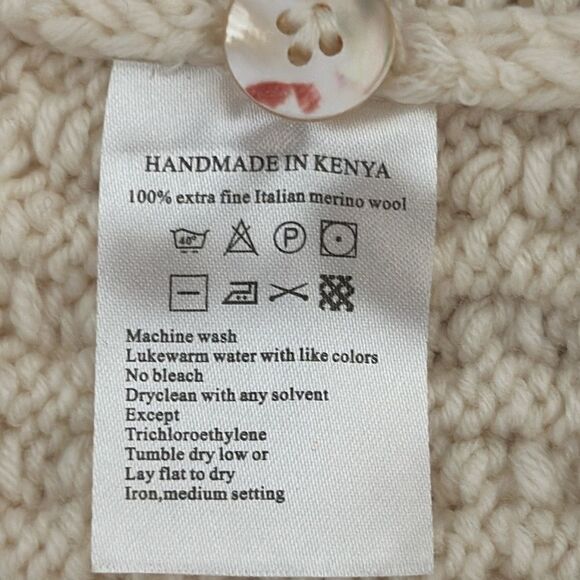 HANDMADE IN KENYA
100% extra fine Italian merino wool
40° P
Machine wash
Lukewarm water with like colors
No bleach
Dryclean with any solvent
Except
Trichloroethylene
Tumble dry low or
Lay flat to dry
Iron,medium setting